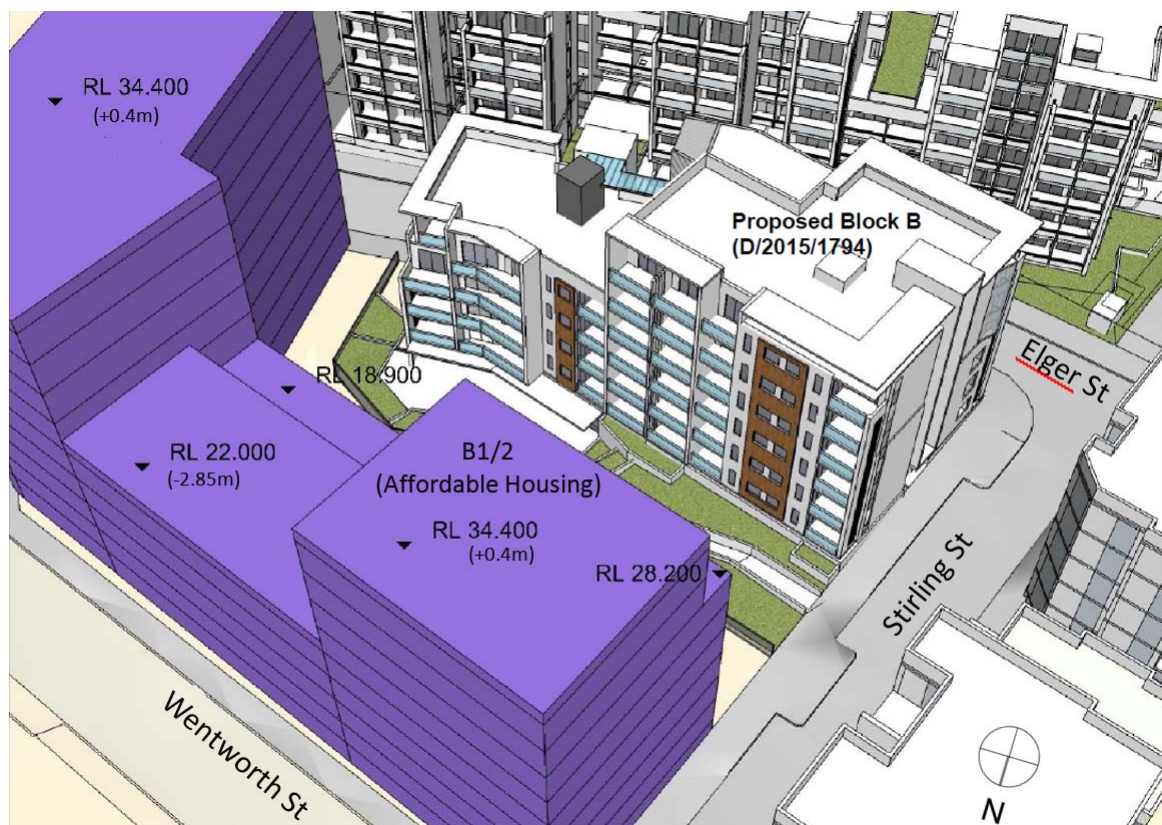 RL 34.400
(+0.4m)
Proposed Block B
(D/2015/1794)
RL 18.900
Elger St
RL 22.000
(-2.85m)
B1/2
(Affordable Housing)
RL 34.400
(+0.4m)
RL 28.200
Stirling St
Wentworth St
N